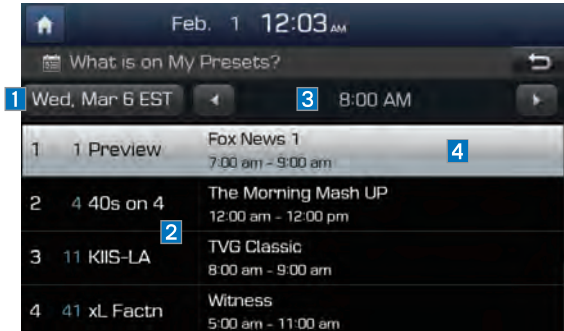 Feb. 1 12:03 AM
What is on My Presets?
1 Wed, Mar 6 EST 3 8:00 AM
1 1 Preview Fox News 1 4
7:00 am - 9:00 am
2 4 40s on 4 The Morning Mash UP
12:00 am - 12:00 pm
2
3 11 KIIS-LA TVG Classic
8:00 am - 9:00 am
4 41 xL Factn Witness
5:00 am - 11:00 am